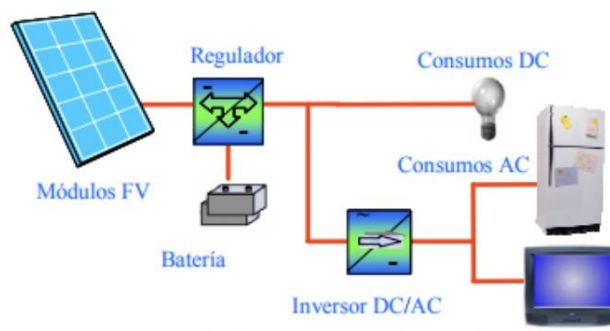 Regulador
Consumos DC
Consumos AC
Módulos FV
Batería
Inversor DC/AC